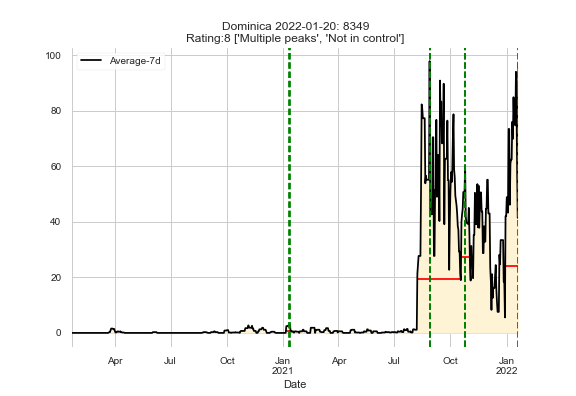 Dominica 2022-01-20: 8349
Rating:8 ['Multiple peaks', 'Not in control']
Average-7d
100
80
60
40
20
0
Apr Jul Oct Jan Apr Jul Oct Jan
2021 2022
Date